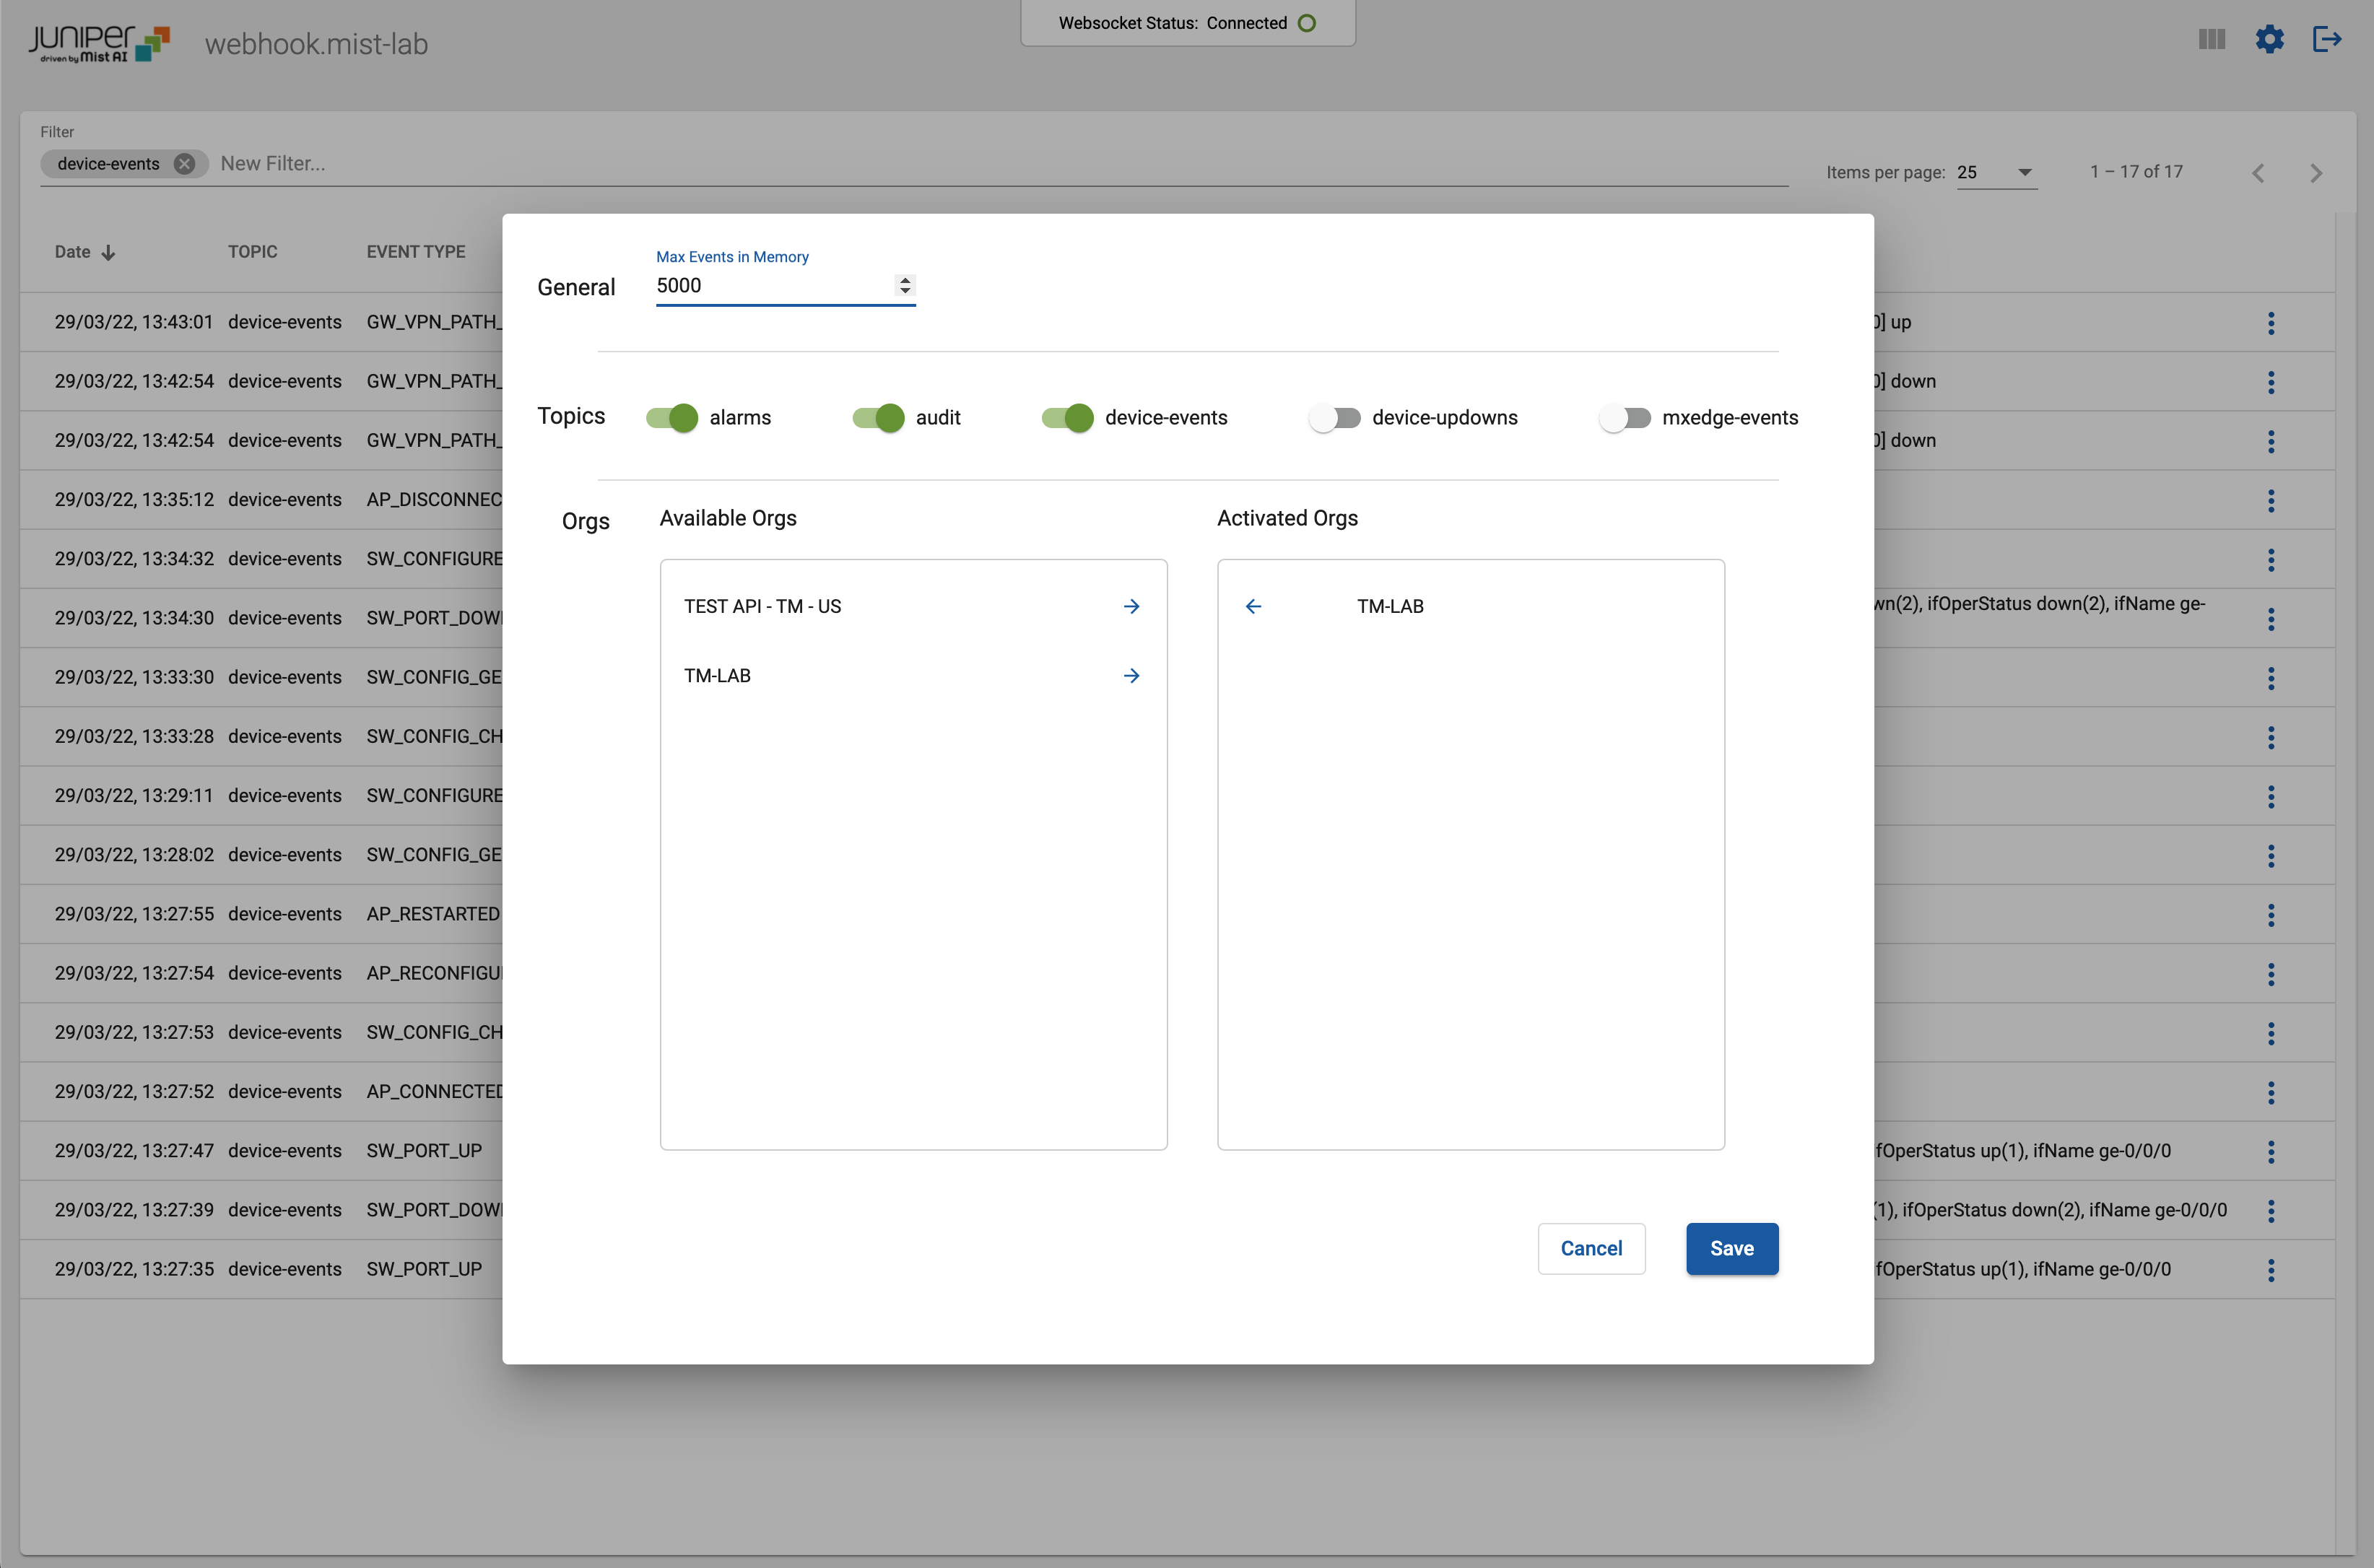 JUNIPEr
driven by Mist AI
webhook.mist-lab
Websocket Status: Connected
Filter
device-events
New Filter...
Items per page: 25
1 – 17 of 17
Date TOPIC EVENT TYPE
29/03/22, 13:43:01 device-events GW_VPN_PATH_ 0] up
29/03/22, 13:42:54 device-events GW_VPN_PATH_ 0] down
29/03/22, 13:42:54 device-events GW_VPN_PATH_ 0] down
29/03/22, 13:35:12 device-events AP_DISCONNEC
29/03/22, 13:34:32 device-events SW_CONFIGURE
29/03/22, 13:34:30 device-events SW_PORT_DOW wn(2), ifOperStatus down(2), ifName ge-
29/03/22, 13:33:30 device-events SW_CONFIG_GE
29/03/22, 13:33:28 device-events SW_CONFIG_CH
29/03/22, 13:29:11 device-events SW_CONFIGURE
29/03/22, 13:28:02 device-events SW_CONFIG_GE
29/03/22, 13:27:55 device-events AP_RESTARTED
29/03/22, 13:27:54 device-events AP_RECONFIGU
29/03/22, 13:27:53 device-events SW_CONFIG_CH
29/03/22, 13:27:52 device-events AP_CONNECTED
29/03/22, 13:27:47 device-events SW_PORT_UP ifOperStatus up(1), ifName ge-0/0/0
29/03/22, 13:27:39 device-events SW_PORT_DOW (1), ifOperStatus down(2), ifName ge-0/0/0
29/03/22, 13:27:35 device-events SW_PORT_UP ifOperStatus up(1), ifName ge-0/0/0
General
Max Events in Memory
5000
Topics
alarms
audit
device-events
device-updowns
mxedge-events
Orgs
Available Orgs
TEST API - TM - US
TM-LAB
Activated Orgs
TM-LAB
Cancel
Save